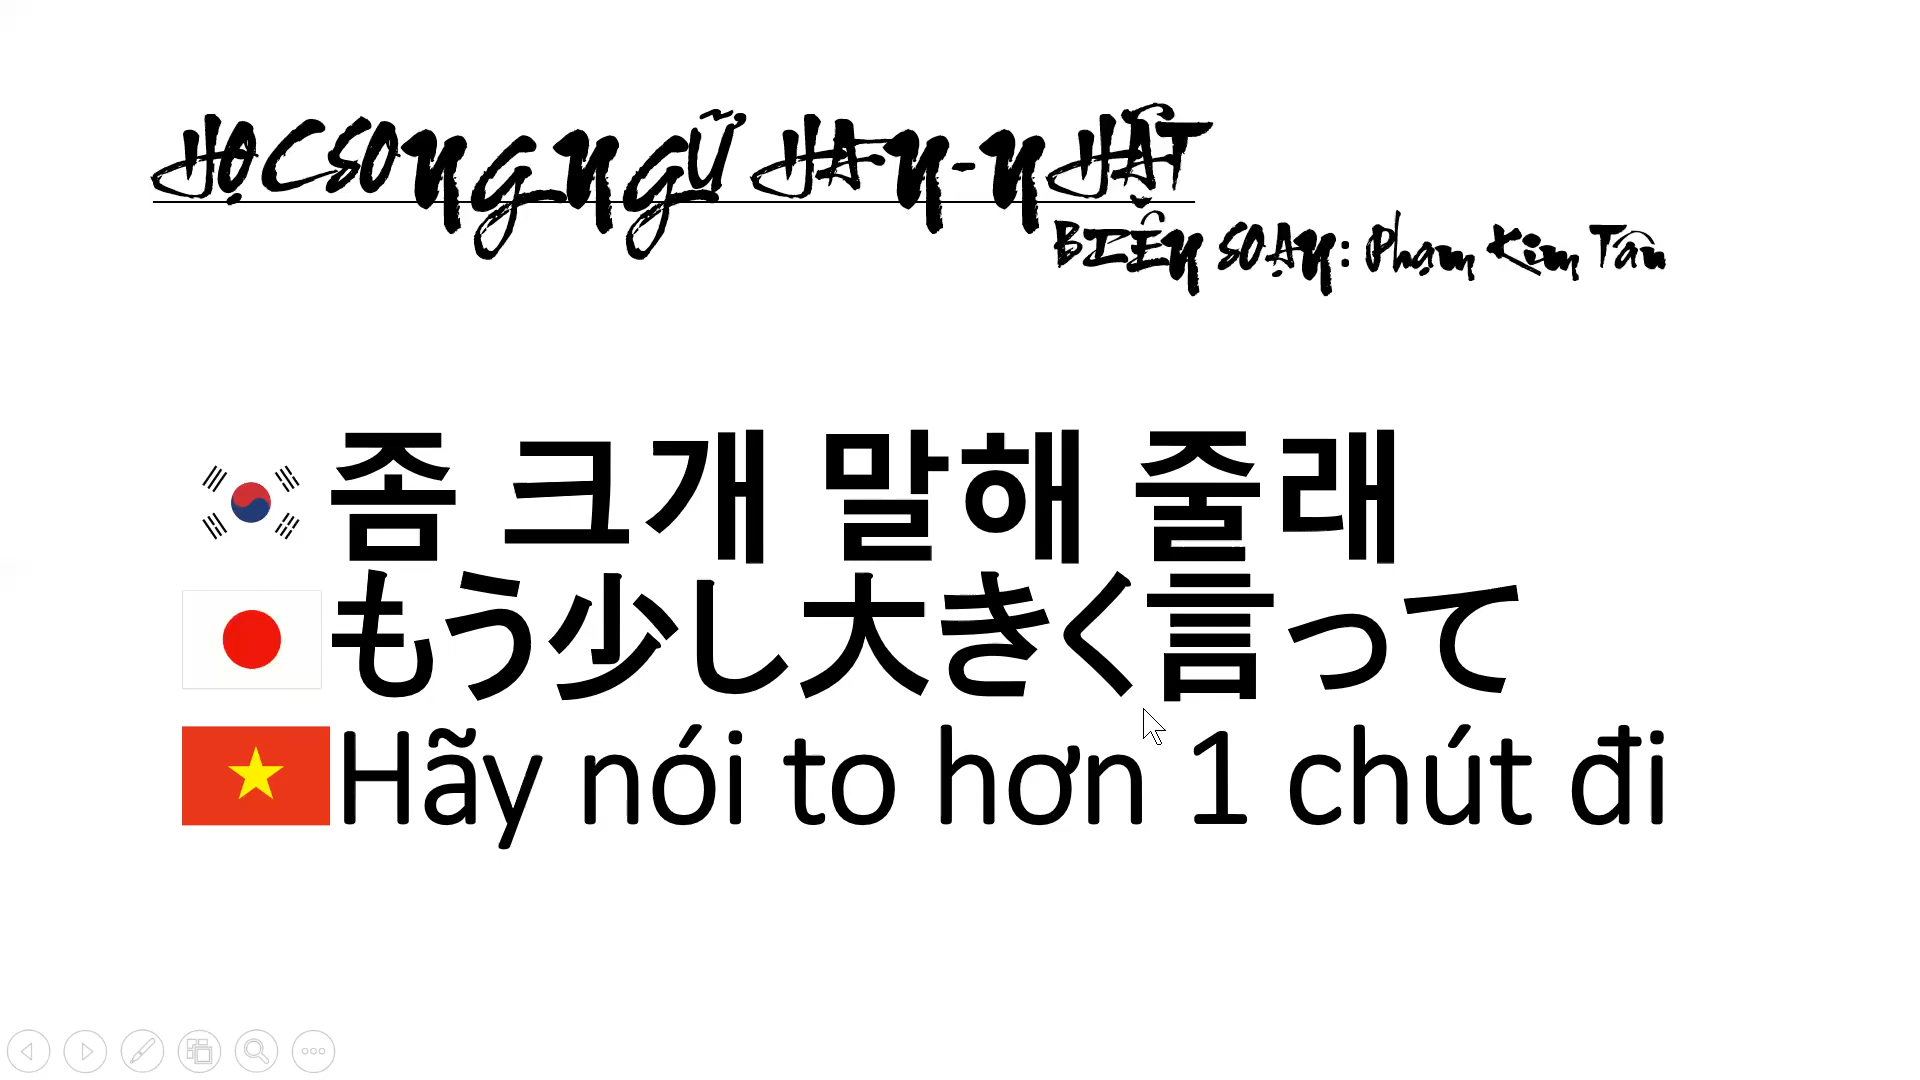 HỌC SONG NGỮ HÀN-NHẬT
BIÊN SOẠN: Phạm Kim Tân
좀 크개 말해 줄래
もう少し大きく言って
Hãy nói to hơn 1 chút đi